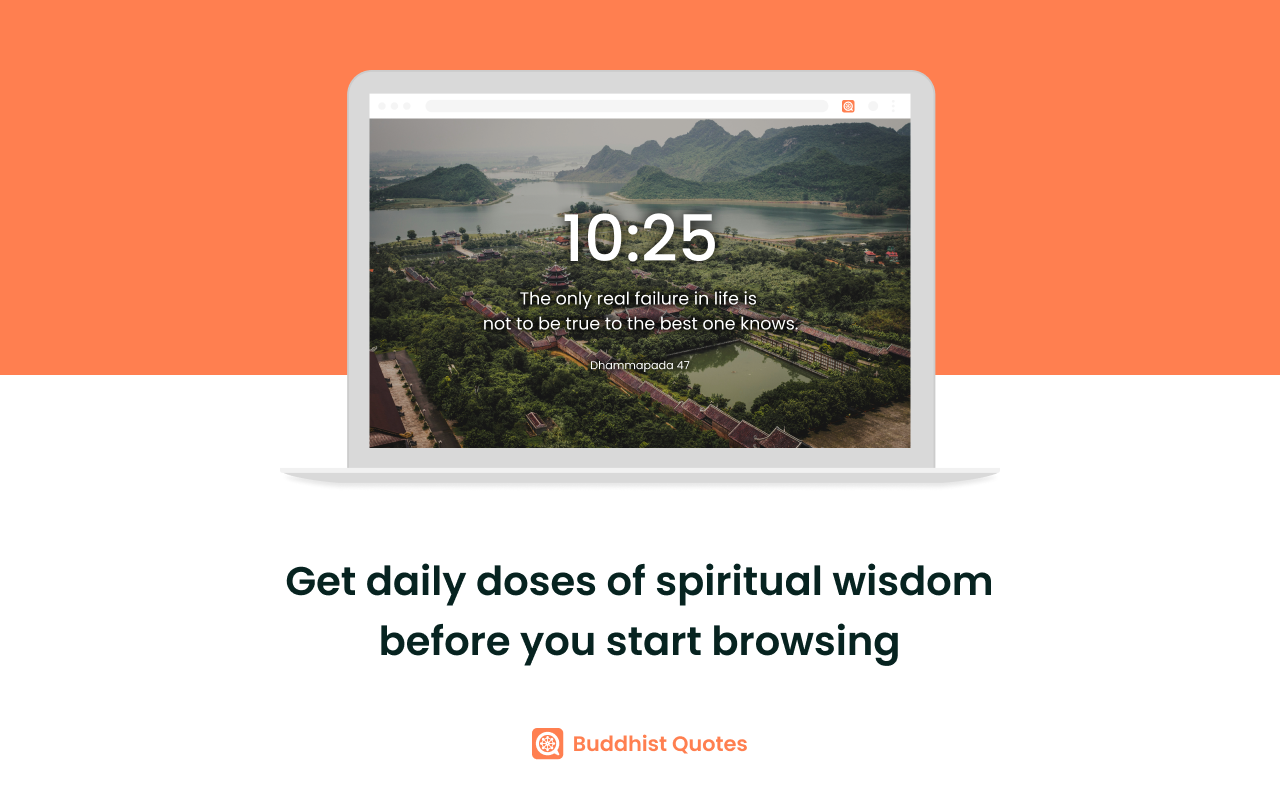 10:25
The only real failure in life is
not to be true to the best one knows.
Dhammapada 47
Get daily doses of spiritual wisdom
before you start browsing
Buddhist Quotes